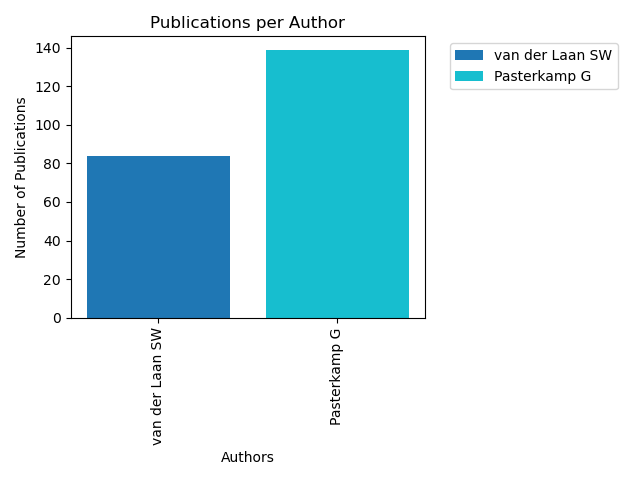 Publications per Author
van der Laan SW
Pasterkamp G
Number of Publications
140
120
100
80
60
40
20
0
van der Laan SW
Pasterkamp G
Authors